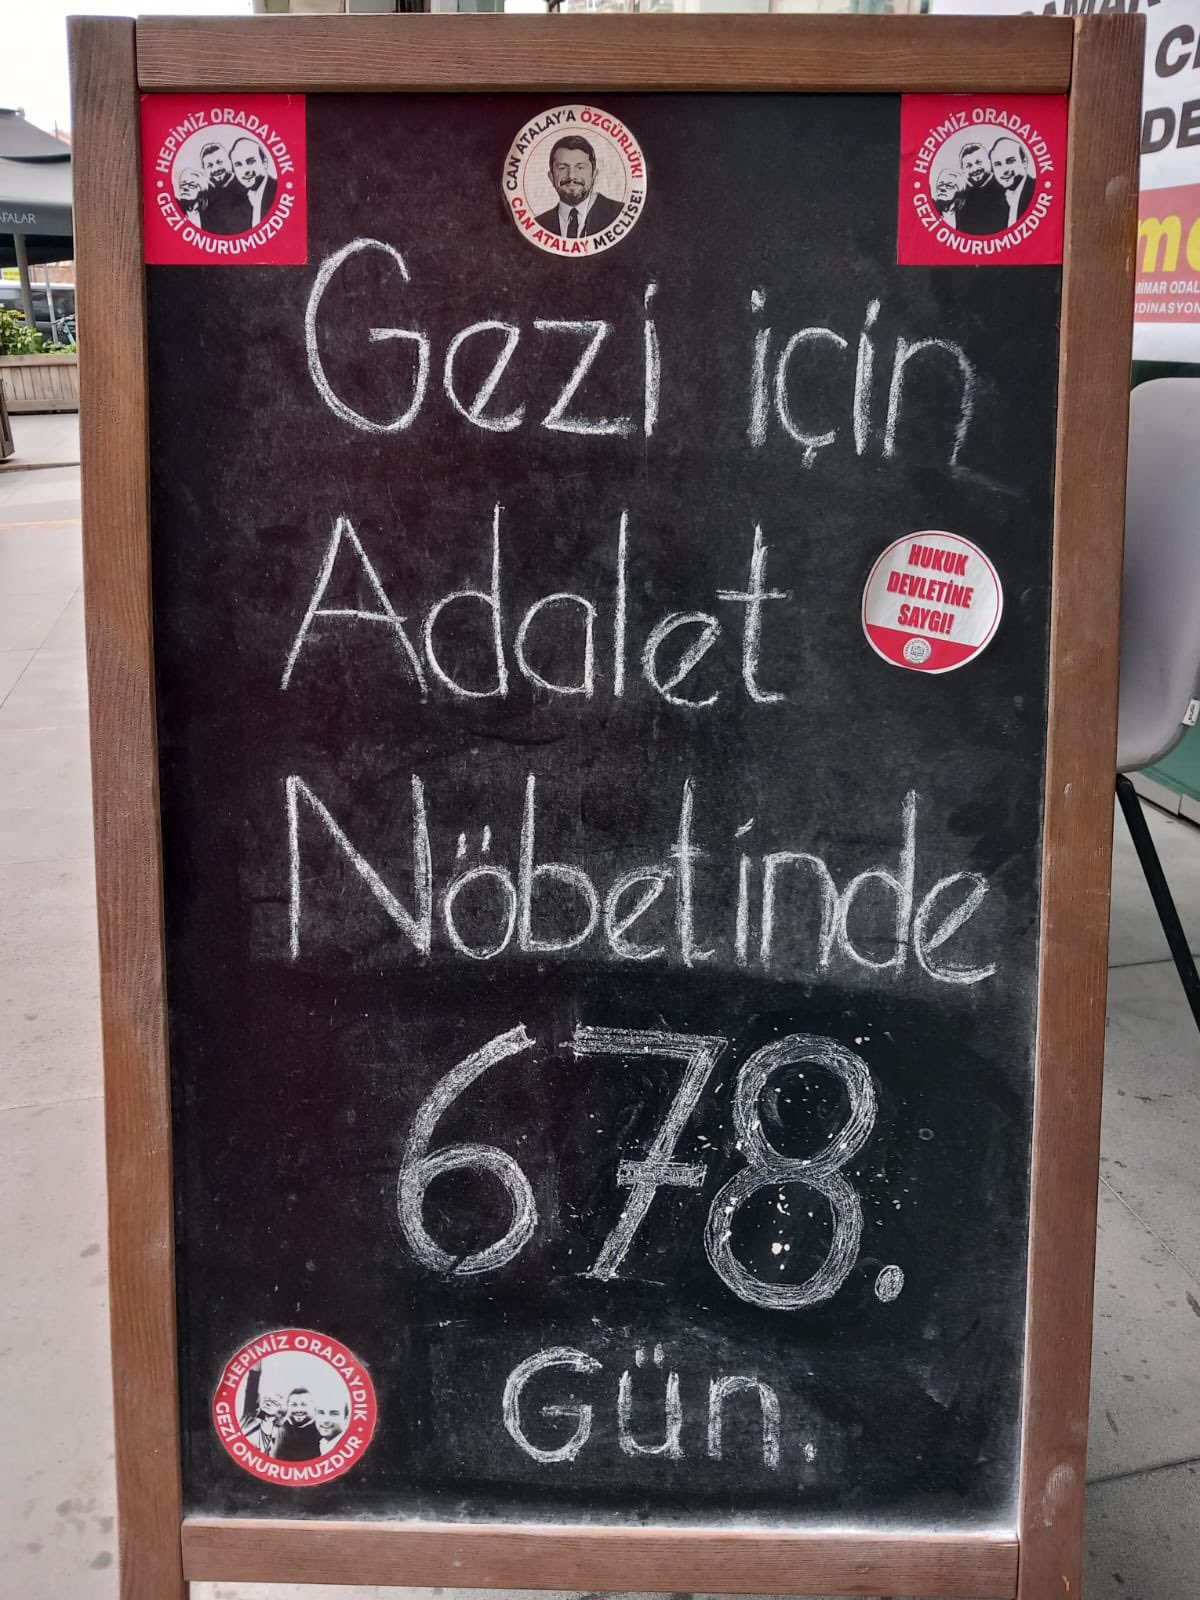 HEPİMİZ ORADAYDIK
GEZİ ONURUMUZDUR
CAN ATALAY'A ÖZGÜRLÜK!
CAN ATALAY MECLİSE!
HEPİMİZ ORADAYDIK
GEZİ ONURUMUZDUR
Gezi için
Adalet
HUKUK
DEVLETİNE
SAYGI!
Nöbetinde
678.
Gün.
HEPİMİZ ORADAYDIK
GEZİ ONURUMUZDUR